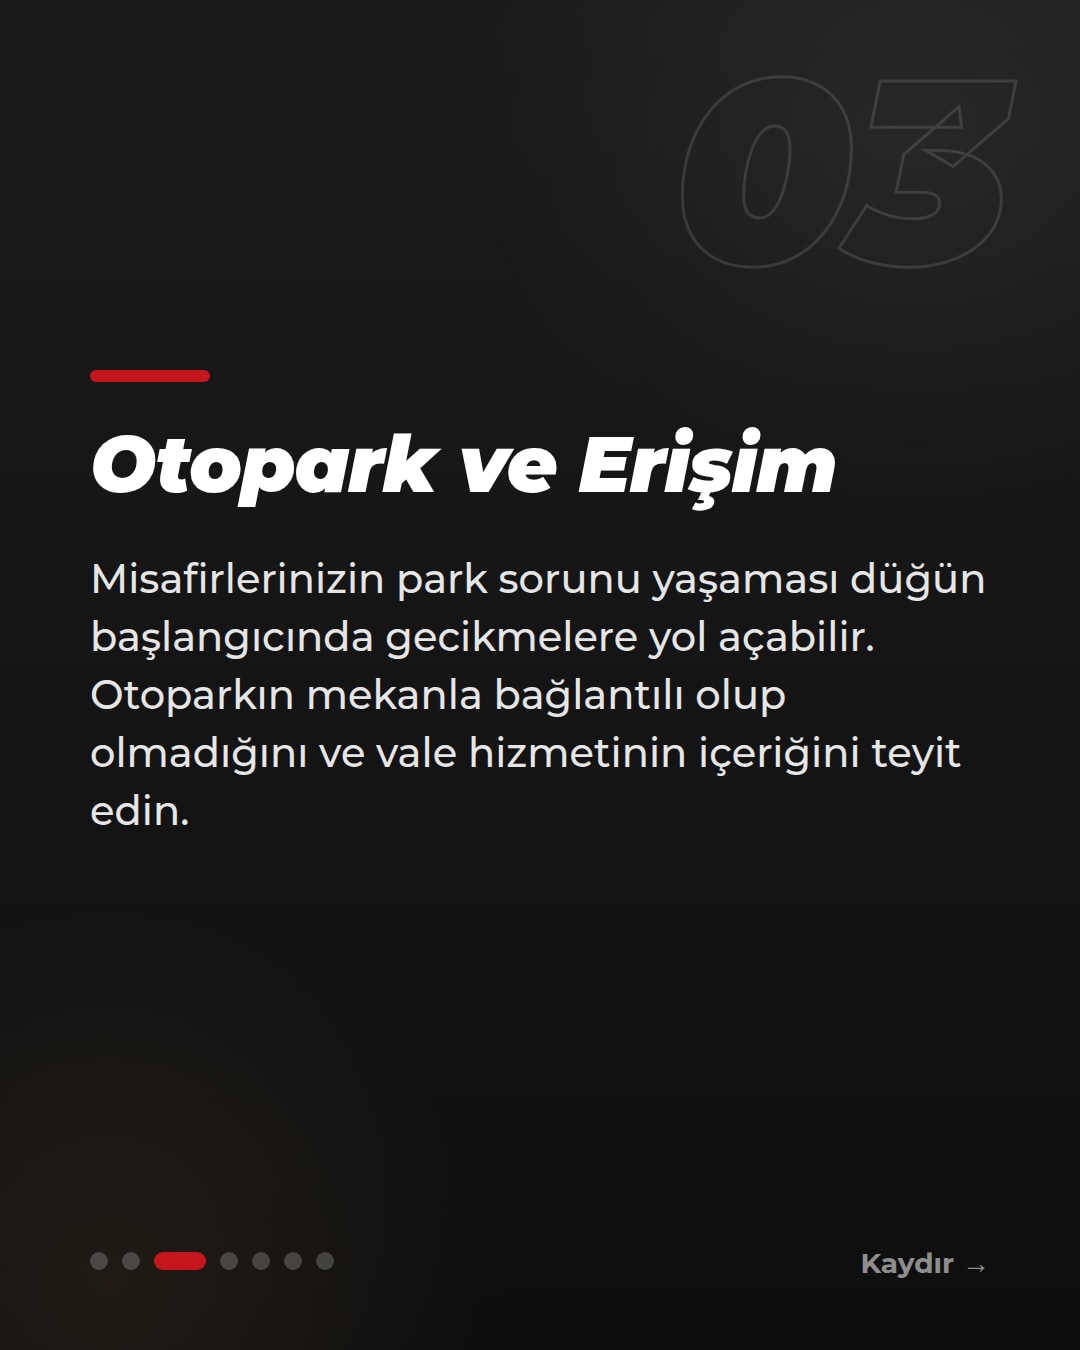 03
Otopark ve Erişim
Misafirlerinizin park sorunu yaşaması düğün
başlangıcında gecikmelere yol açabilir.
Otoparkın mekanla bağlantılı olup
olmadığını ve vale hizmetinin içeriğini teyit
edin.
Kaydır →